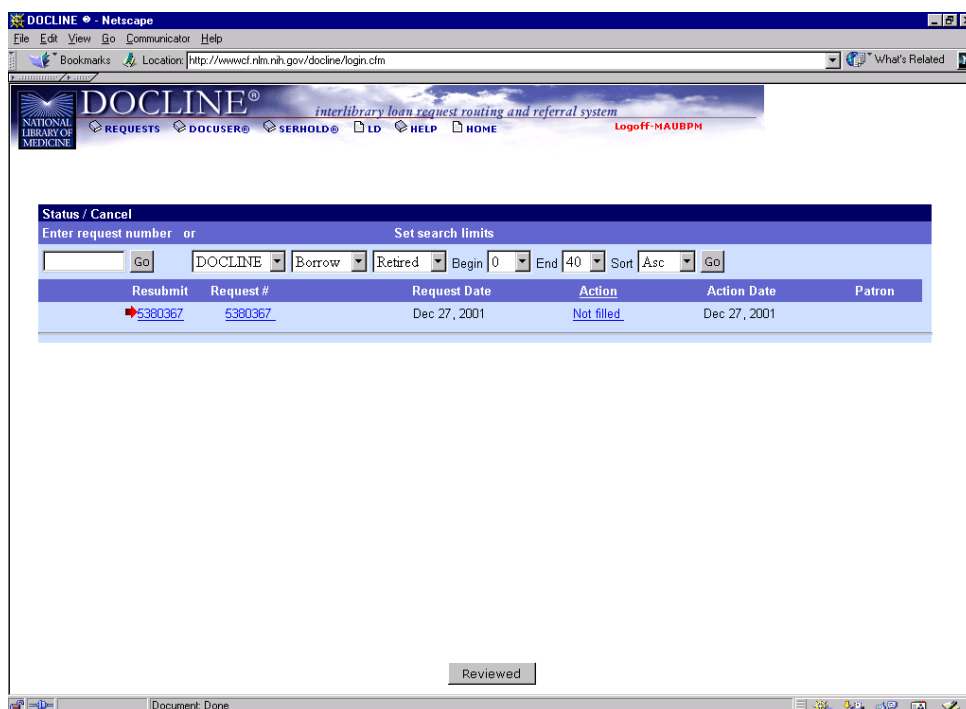 DOCLINE ® - Netscape
File Edit View Go Communicator Help
Bookmarks Location: http://wwwcf.nlm.nih.gov/docline/login.cfm What's Related
NATIONAL LIBRARY OF MEDICINE
DOCLINE®
interlibrary loan request routing and referral system
REQUESTS DOCUSER® SERHOLD® LD HELP HOME Logoff-MAUBPM
Status / Cancel
Enter request number or Set search limits
Go DOCLINE Borrow Retired Begin 0 End 40 Sort Asc Go
Resubmit Request # Request Date Action Action Date Patron
5380367 5380367 Dec 27, 2001 Not filled Dec 27, 2001
Reviewed
Document: Done